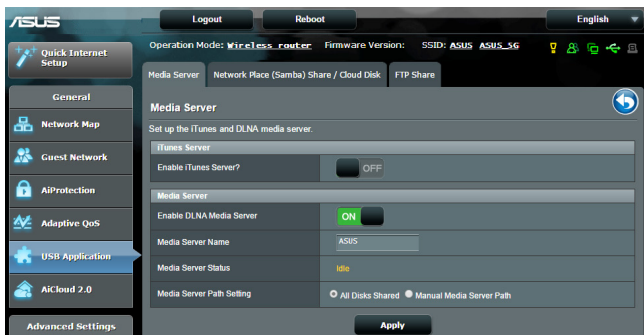 ASUS
Logout
Reboot
English
Quick Internet Setup
Operation Mode: Wireless router Firmware Version: SSID: ASUS ASUS_5G
Media Server
Network Place (Samba) Share / Cloud Disk
FTP Share
General
Network Map
Guest Network
AiProtection
Adaptive QoS
USB Application
AiCloud 2.0
Advanced Settings
Media Server
Set up the iTunes and DLNA media server.
iTunes Server
Enable iTunes Server?
OFF
Media Server
Enable DLNA Media Server
ON
Media Server Name
ASUS
Media Server Status
Idle
Media Server Path Setting
All Disks Shared
Manual Media Server Path
Apply